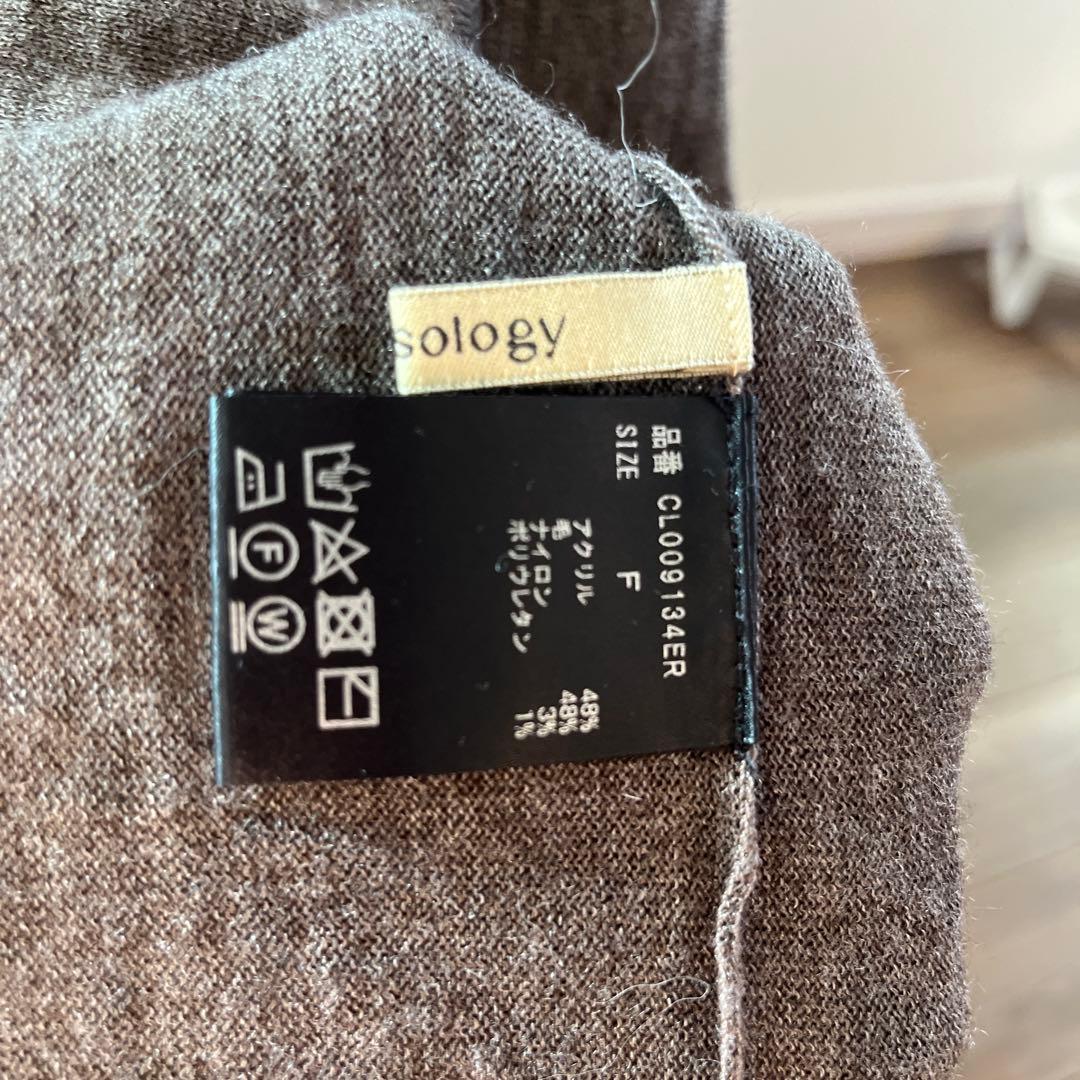 sology
品番 CL009134ER
SIZE F
アクリル 48%
毛 48%
ナイロン 3%
ポリウレタン 1%
F
W